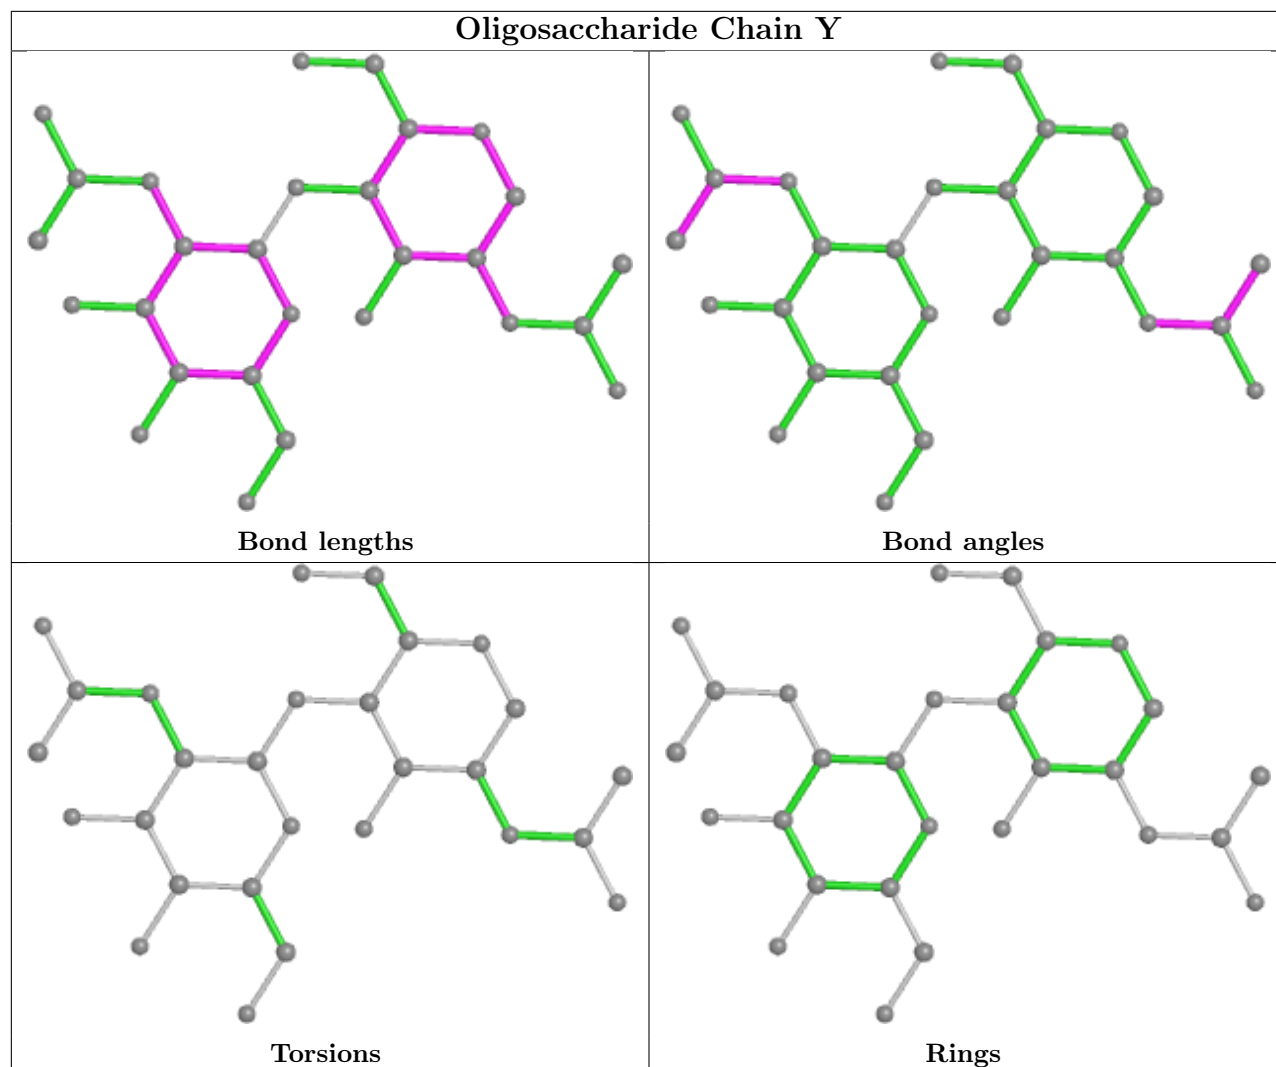 Oligosaccharide Chain Y
Bond lengths
Bond angles
Torsions
Rings